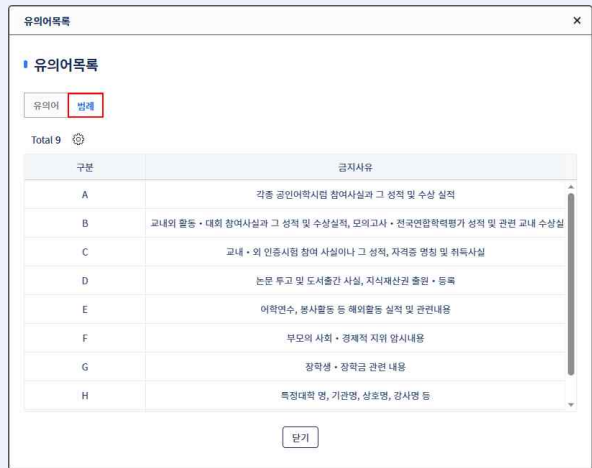 유의어목록 ×
유의어목록
유의어 범례
Total 9
구분 금지사유
A 각종 공인어학시험 참여사실과 그 성적 및 수상 실적
B 교내외 활동・대회 참여사실과 그 성적 및 수상실적, 모의고사・전국연합학력평가 성적 및 관련 교내 수상실
C 교내・외 인증시험 참여 사실이나 그 성적, 자격증 명칭 및 취득사실
D 논문 투고 및 도서출간 사실, 지식재산권 출원・등록
E 어학연수, 봉사활동 등 해외활동 실적 및 관련내용
F 부모의 사회・경제적 지위 암시내용
G 장학생・장학금 관련 내용
H 특정대학 명, 기관명, 상호명, 강사명 등
닫기